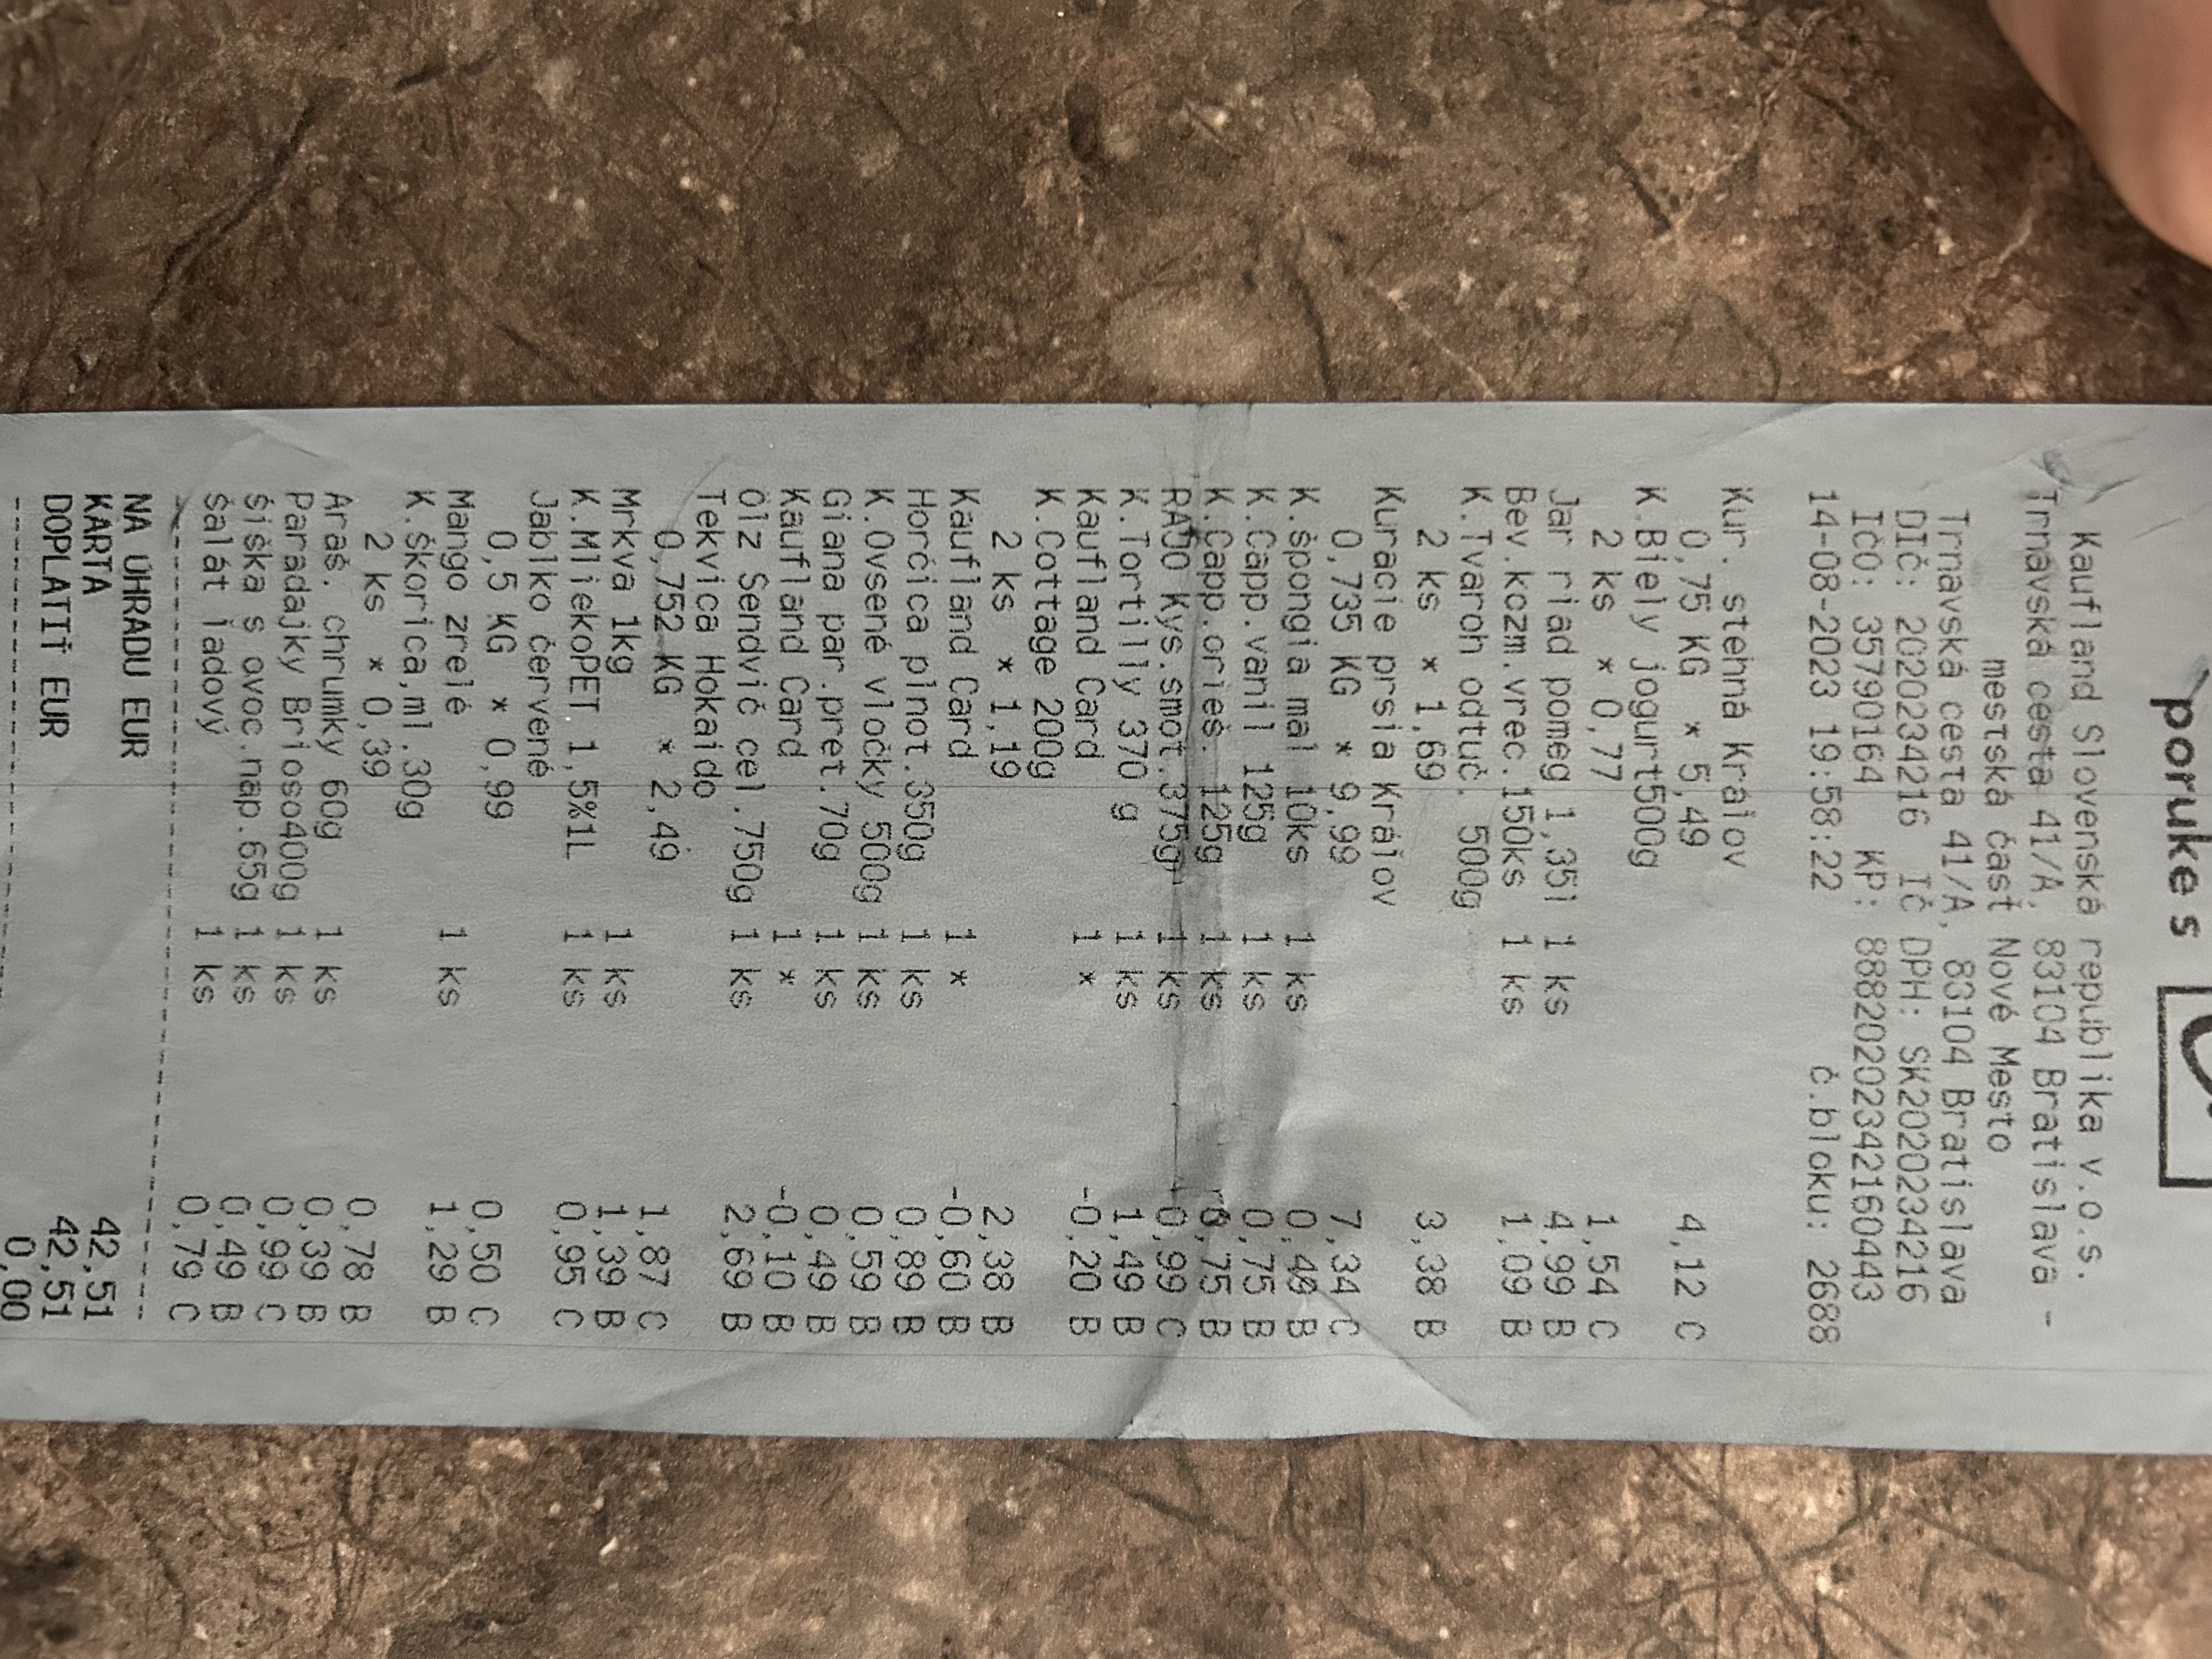 poruke s
Kaufland Slovenská republika v.o.s.
Trnavská cesta 41/A, 83104 Bratislava -
mestská časť Nové Mesto
Trnavská cesta 41/A, 83104 Bratislava
DIČ: 2020234216 IČ DPH: SK2020234216
IČO: 35790164 KP: 88820202342160443
14-08-2023 19:58:22 č.bloku: 2688
Kur. stehná Kráľov
0,75 KG * 5,49 4,12 C
K.Biely jogurt500g
2 ks * 0,77 1,54 C
Jar riad pomeg 1,35l 1 ks 4,99 B
Bev.kozm.vrec.150ks 1 ks 1,09 B
K.Tvaroh odtuč. 500g
2 ks * 1,69 3,38 B
Kuracie prsia Kráľov
0,735 KG * 9,99 7,34 C
K.špongia mal 10ks 1 ks 0,49 B
K.Capp.vanil 125g 1 ks 0,75 B
K.Capp.orieš. 125g 1 ks 0,75 B
RAJO Kys.smot.375g 1 ks 0,99 C
K.Tortilly 370 g 1 ks 1,49 B
Kaufland Card 1 * -0,20 B
K.Cottage 200g
2 ks * 1,19 2,38 B
Kaufland Card 1 * -0,60 B
Horčica plnot.350g 1 ks 0,89 B
K.Ovsené vločky 500g 1 ks 0,59 B
Giana par.pret.70g 1 ks 0,49 B
Kaufland Card 1 * -0,10 B
Ölz Sendvič cel.750g 1 ks 2,69 B
Tekvica Hokaido
0,752 KG * 2,49 1,87 C
Mrkva 1kg 1 ks 1,39 B
K.MliekoPET 1,5%1L 1 ks 0,95 C
Jablko červené
0,5 KG * 0,99 0,50 C
Mango zrelé 1 ks 1,29 B
K.Škorica,ml.30g
2 ks * 0,39 0,78 B
Araš. chrumky 60g 1 ks 0,39 B
Paradajky Brioso400g 1 ks 0,99 C
šiška s ovoc.nap.65g 1 ks 0,49 B
Šalát ľadový 1 ks 0,79 C
NA ÚHRADU EUR 42,51
KARTA 42,51
DOPLATIŤ EUR 0,00